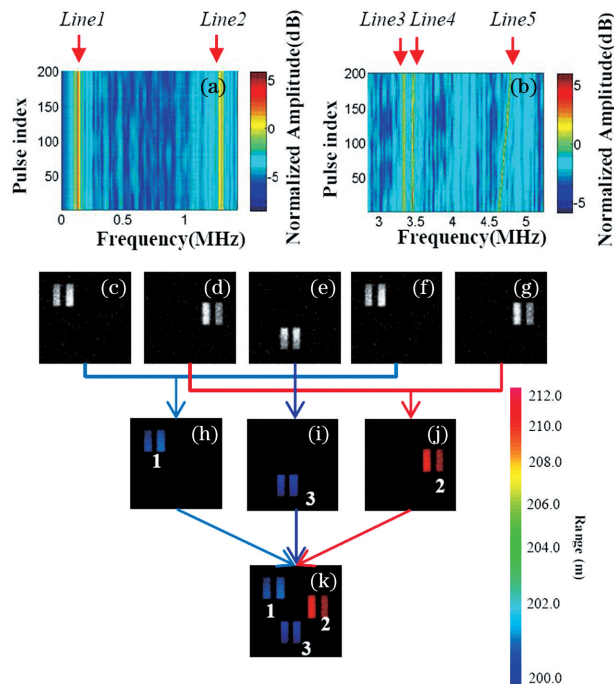 Line1 Line2 Line3 Line4 Line5
(a)
200
150
100
50
0 0.5 1
Pulse index
Frequency(MHz)
5
0
-5
Normalized Amplitude(dB)
(b)
200
150
100
50
3 3.5 4 4.5 5
Pulse index
Frequency(MHz)
5
0
-5
Normalized Amplitude(dB)
(c) (d) (e) (f) (g)
(h) (i) (j)
1 3 2
(k)
1 2
3
212.0
210.0
208.0
206.0
204.0
202.0
200.0
Range (m)